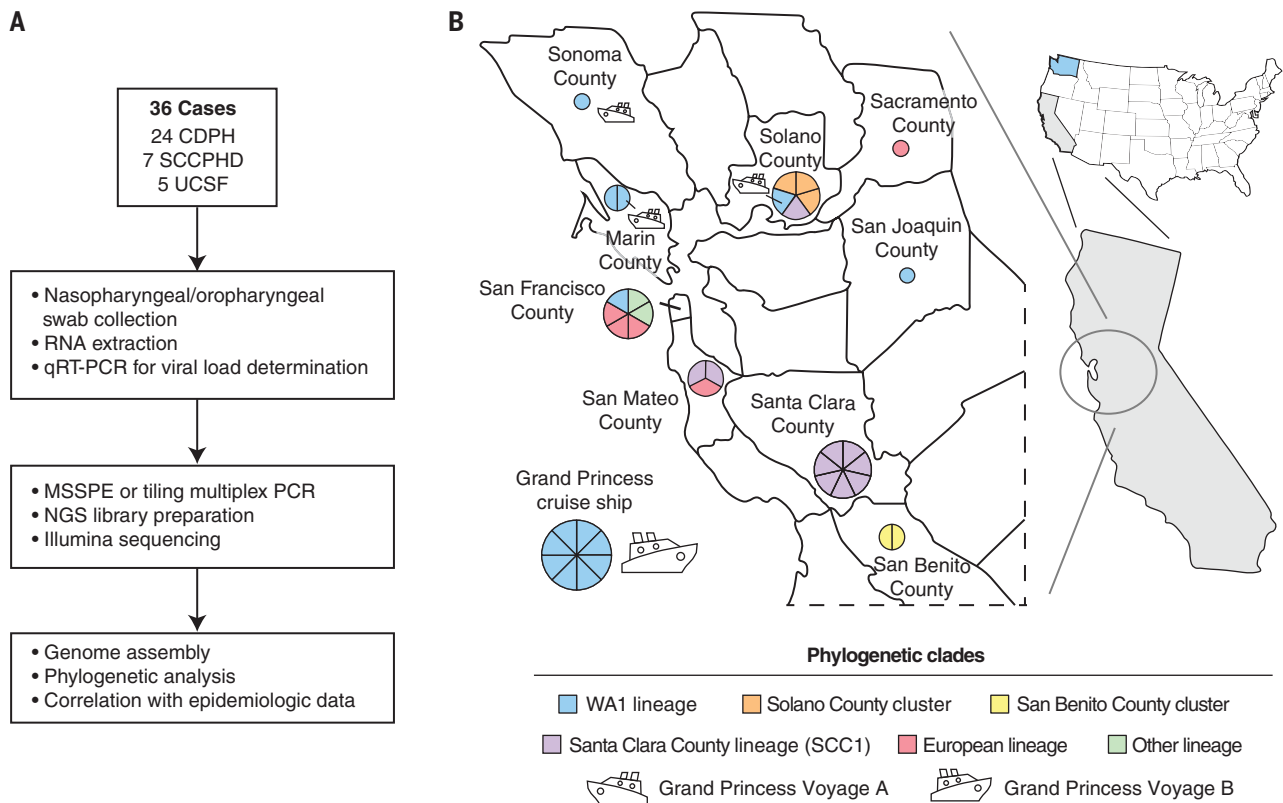 A
36 Cases
24 CDPH
7 SCCPHD
5 UCSF
• Nasopharyngeal/oropharyngeal
swab collection
• RNA extraction
• qRT-PCR for viral load determination
• MSSPE or tiling multiplex PCR
• NGS library preparation
• Illumina sequencing
• Genome assembly
• Phylogenetic analysis
• Correlation with epidemiologic data
B
Sonoma
County
Sacramento
County
Solano
County
Marin
County
San Joaquin
County
San Francisco
County
San Mateo
County
Santa Clara
County
Grand Princess
cruise ship
San Benito
County
Phylogenetic clades
WA1 lineage
Solano County cluster
San Benito County cluster
Santa Clara County lineage (SCC1)
European lineage
Other lineage
Grand Princess Voyage A
Grand Princess Voyage B